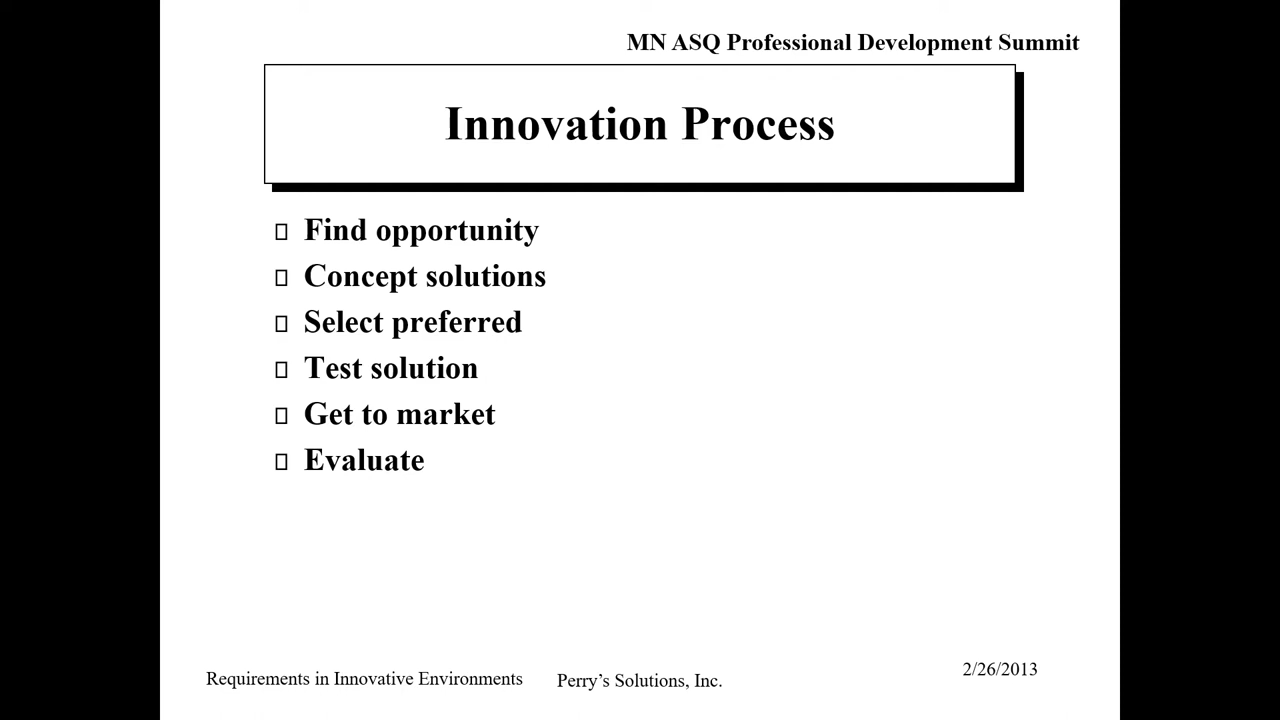 MN ASQ Professional Development Summit
Innovation Process
Find opportunity
Concept solutions
Select preferred
Test solution
Get to market
Evaluate
Requirements in Innovative Environments
Perry’s Solutions, Inc.
2/26/2013